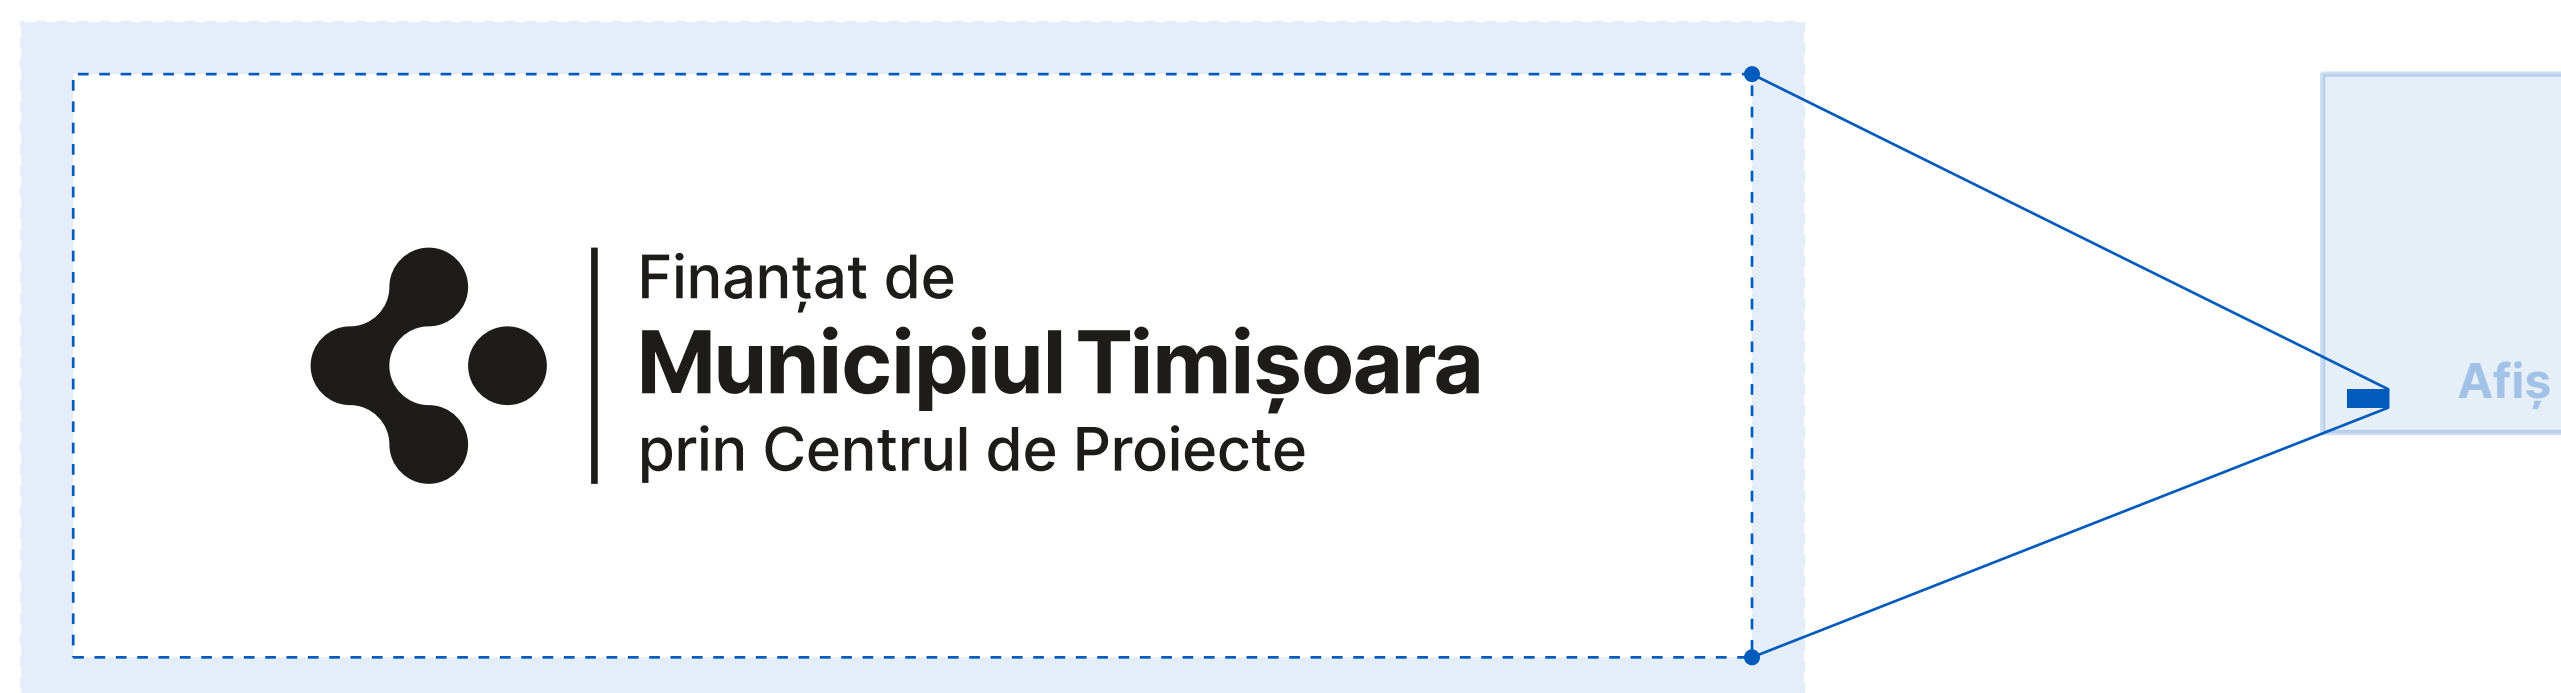 Finanțat de
Municipiul Timișoara
prin Centrul de Proiecte
Afiș